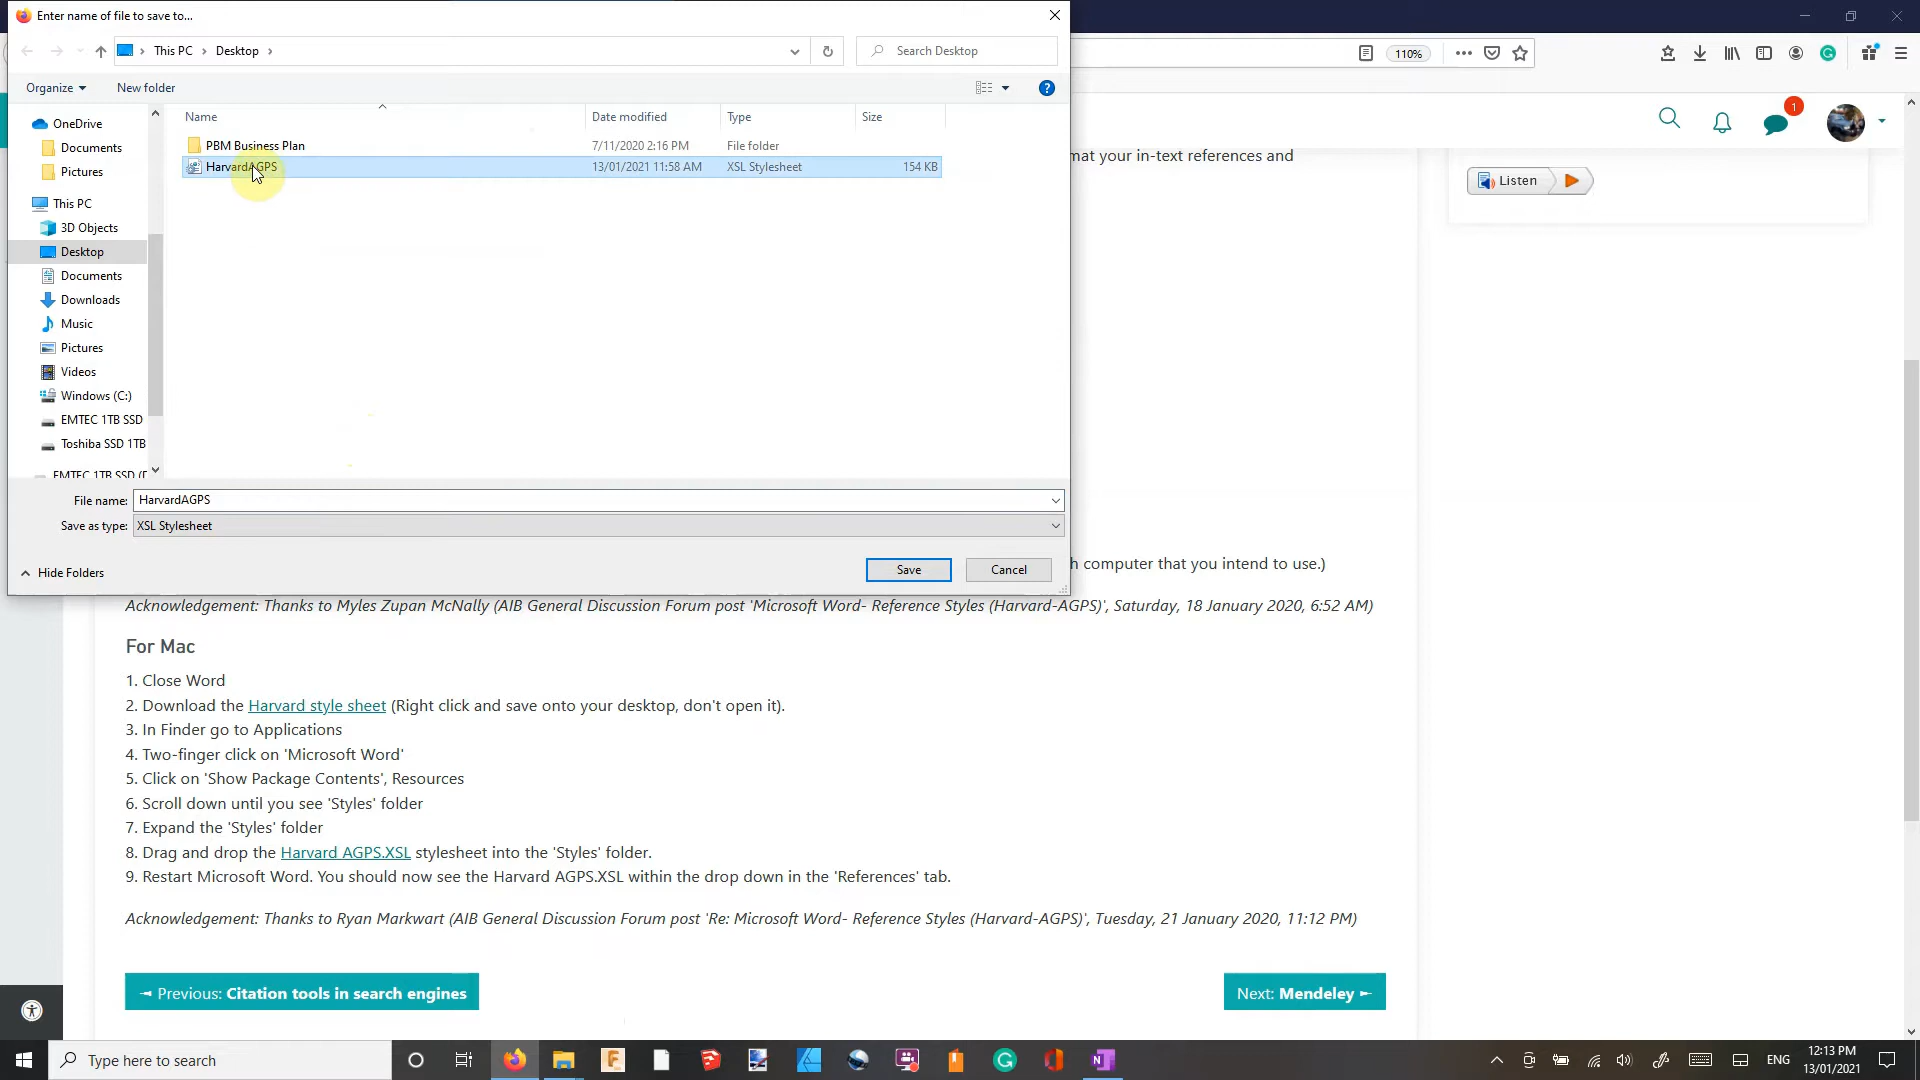 Enter name of file to save to...
This PC > Desktop >
Search Desktop
110%
Organize
New folder
Name
Date modified
Type
Size
OneDrive
Documents
Pictures
This PC
3D Objects
Desktop
Documents
Downloads
Music
Pictures
Videos
Windows (C:)
EMTEC 1TB SSD
Toshiba SSD 1TB
EMTEC 1TB SSD (
PBM Business Plan
7/11/2020 2:16 PM
File folder
HarvardAGPS
13/01/2021 11:58 AM
XSL Stylesheet
154 KB
File name:
HarvardAGPS
Save as type:
XSL Stylesheet
Hide Folders
Save
Cancel
1
mat your in-text references and
Listen
h computer that you intend to use.)
Acknowledgement: Thanks to Myles Zupan McNally (AIB General Discussion Forum post 'Microsoft Word- Reference Styles (Harvard-AGPS)', Saturday, 18 January 2020, 6:52 AM)
For Mac
1. Close Word
2. Download the Harvard style sheet (Right click and save onto your desktop, don't open it).
3. In Finder go to Applications
4. Two-finger click on 'Microsoft Word'
5. Click on 'Show Package Contents', Resources
6. Scroll down until you see 'Styles' folder
7. Expand the 'Styles' folder
8. Drag and drop the Harvard AGPS.XSL stylesheet into the 'Styles' folder.
9. Restart Microsoft Word. You should now see the Harvard AGPS.XSL within the drop down in the 'References' tab.
Acknowledgement: Thanks to Ryan Markwart (AIB General Discussion Forum post 'Re: Microsoft Word- Reference Styles (Harvard-AGPS)', Tuesday, 21 January 2020, 11:12 PM)
Previous: Citation tools in search engines
Next: Mendeley
Type here to search
ENG
12:13 PM
13/01/2021